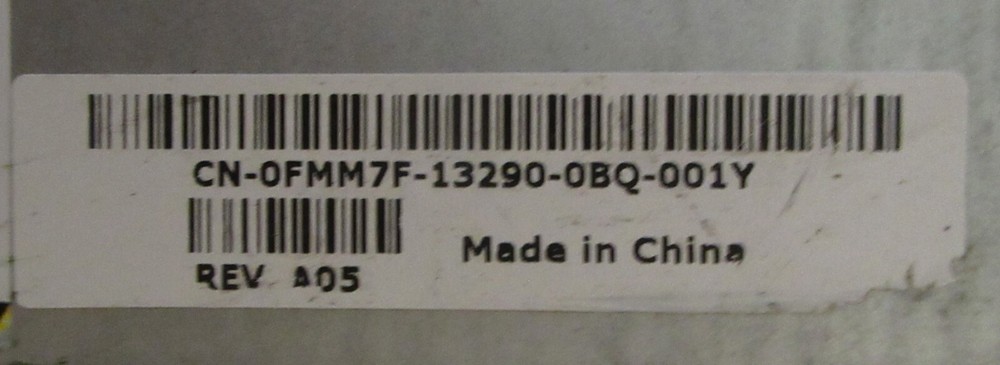 CN-0FMM7F-13290-0BQ-001Y
REV A05
Made in China